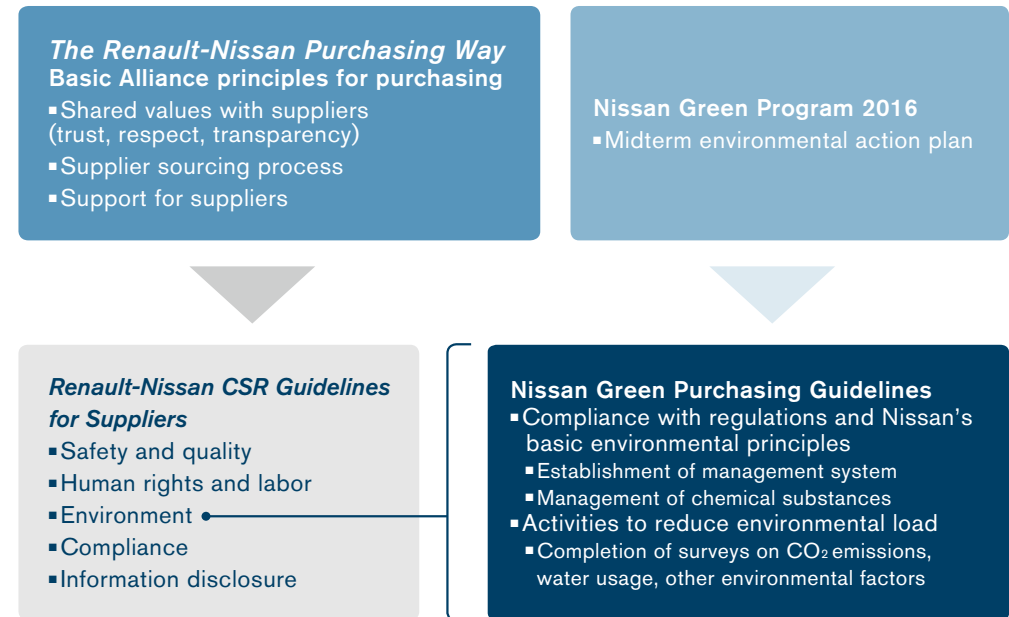 The Renault-Nissan Purchasing Way
Basic Alliance principles for purchasing
▪Shared values with suppliers
(trust, respect, transparency)
▪Supplier sourcing process
▪Support for suppliers
Nissan Green Program 2016
▪Midterm environmental action plan
Renault-Nissan CSR Guidelines
for Suppliers
▪Safety and quality
▪Human rights and labor
▪Environment
▪Compliance
▪Information disclosure
Nissan Green Purchasing Guidelines
▪Compliance with regulations and Nissan’s
basic environmental principles
▪Establishment of management system
▪Management of chemical substances
▪Activities to reduce environmental load
▪Completion of surveys on CO₂ emissions,
water usage, other environmental factors